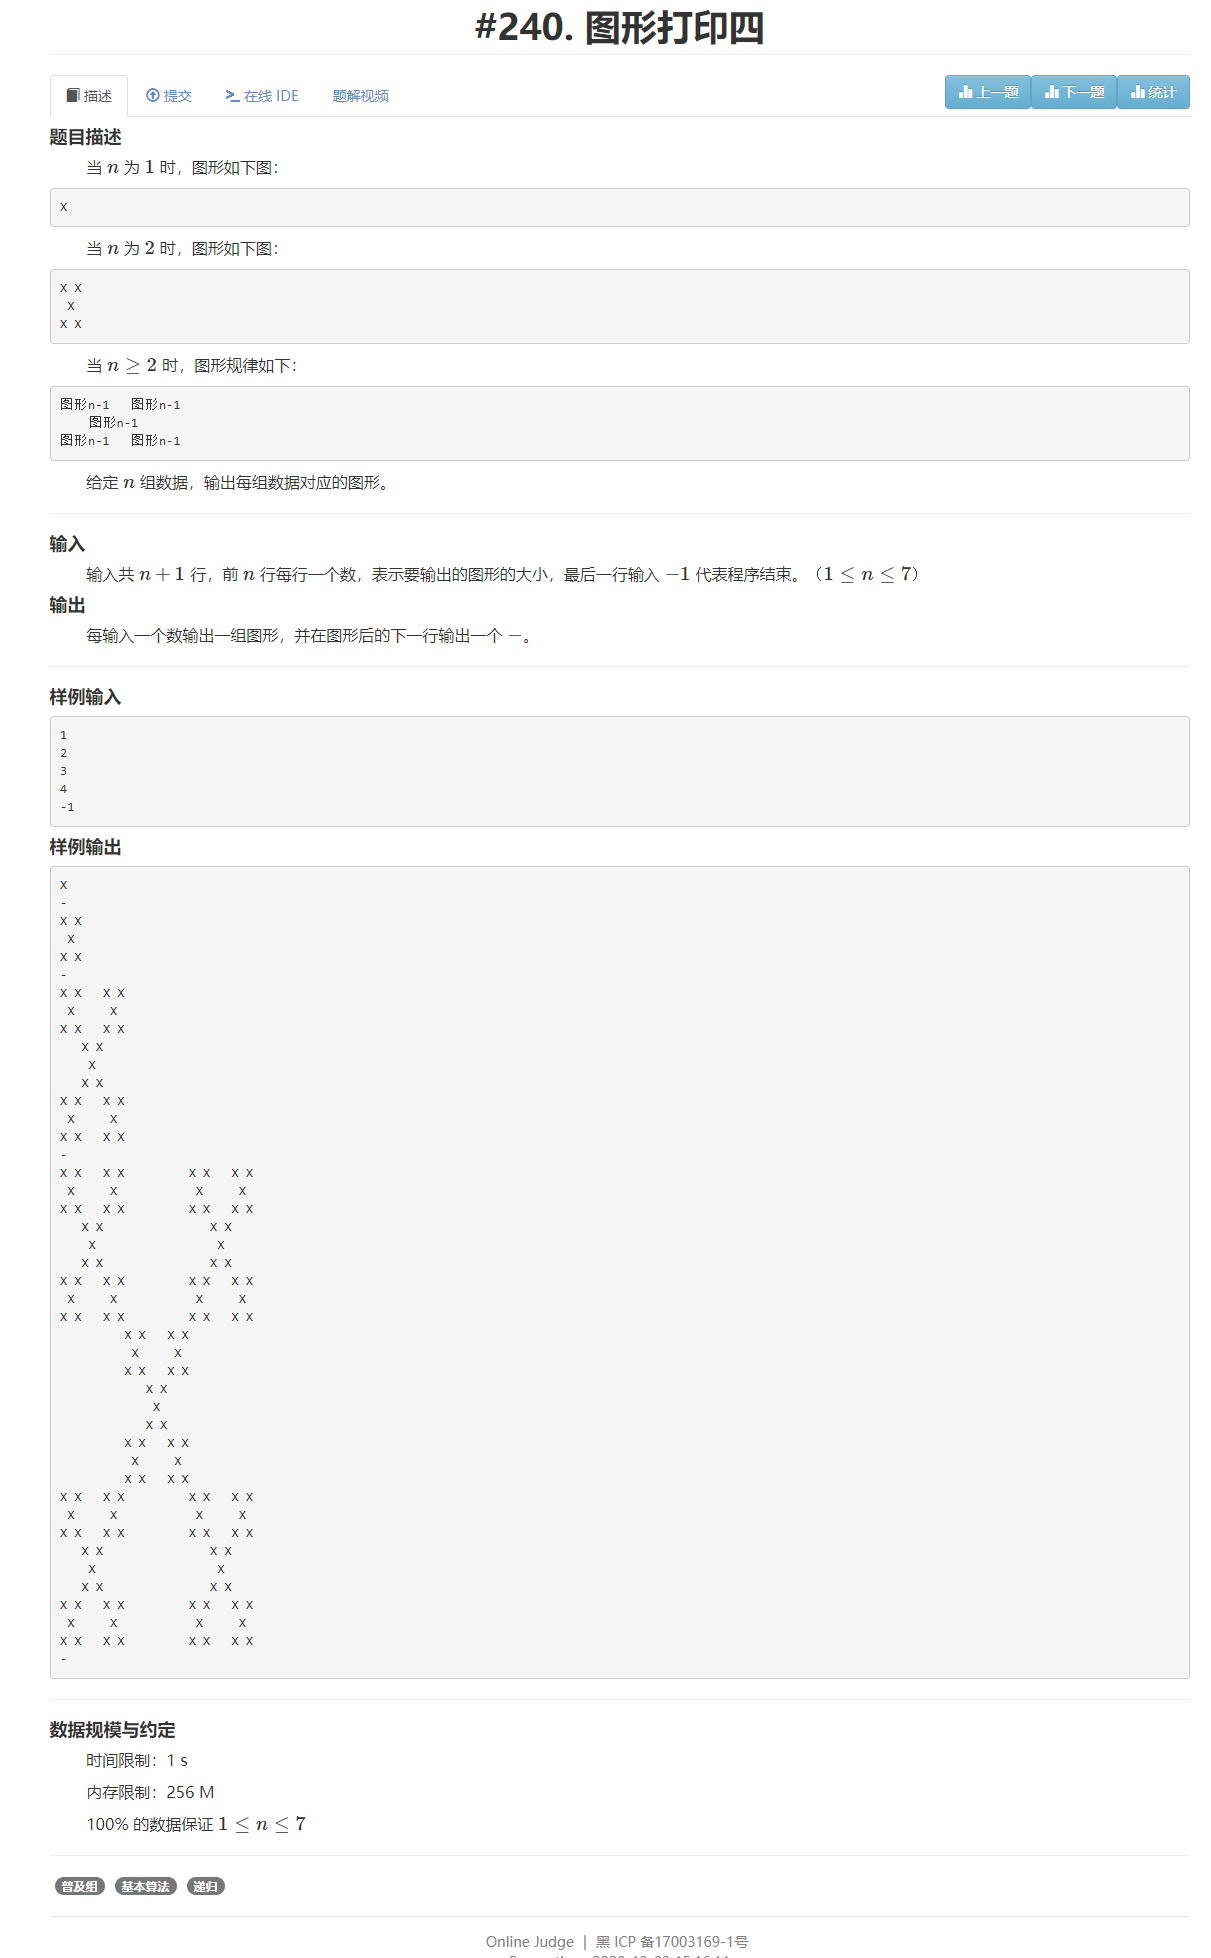 #240. 图形打印四
描述 提交 在线 IDE 题解视频 上一题 下一题 统计
题目描述
当 n 为 1 时，图形如下图：
X
当 n 为 2 时，图形如下图：
X X
 X
X X
当 n ≥ 2 时，图形规律如下：
图形n-1   图形n-1
    图形n-1
图形n-1   图形n-1
给定 n 组数据，输出每组数据对应的图形。
输入
输入共 n + 1 行，前 n 行每行一个数，表示要输出的图形的大小，最后一行输入 −1 代表程序结束。（1 ≤ n ≤ 7）
输出
每输入一个数输出一组图形，并在图形后的下一行输出一个 −。
样例输入
1
2
3
4
-1
样例输出
X
-
X X
 X
X X
-
X X   X X
 X     X
X X   X X
   X X
    X
   X X
X X   X X
 X     X
X X   X X
-
X X   X X         X X   X X
 X     X           X     X
X X   X X         X X   X X
   X X               X X
    X                 X
   X X               X X
X X   X X         X X   X X
 X     X           X     X
X X   X X         X X   X X
         X X   X X
          X     X
         X X   X X
            X X
             X
            X X
         X X   X X
          X     X
         X X   X X
X X   X X         X X   X X
 X     X           X     X
X X   X X         X X   X X
   X X               X X
    X                 X
   X X               X X
X X   X X         X X   X X
 X     X           X     X
X X   X X         X X   X X
-
数据规模与约定
时间限制：1 s
内存限制：256 M
100% 的数据保证 1 ≤ n ≤ 7
普及组 基本算法 递归
Online Judge | 黑 ICP 备17003169-1号